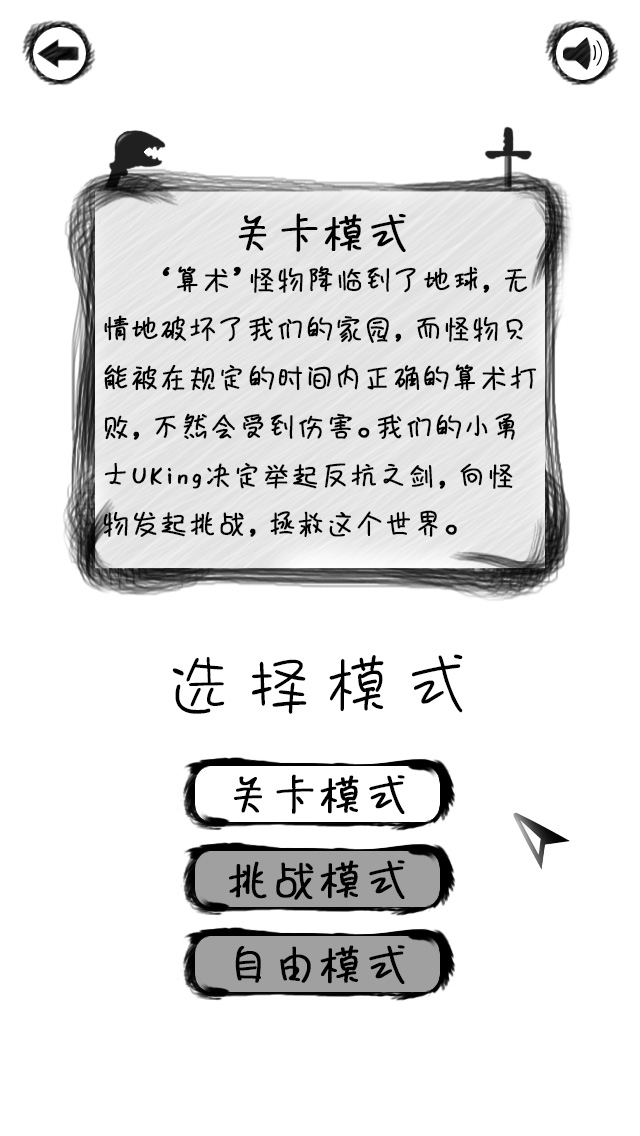 关卡模式
‘算术’怪物降临到了地球，无
情地破坏了我们的家园，而怪物只
能被在规定的时间内正确的算术打
败，不然会受到伤害。我们的小勇
士UKing决定举起反抗之剑，向怪
物发起挑战，拯救这个世界。
选择模式
关卡模式
挑战模式
自由模式